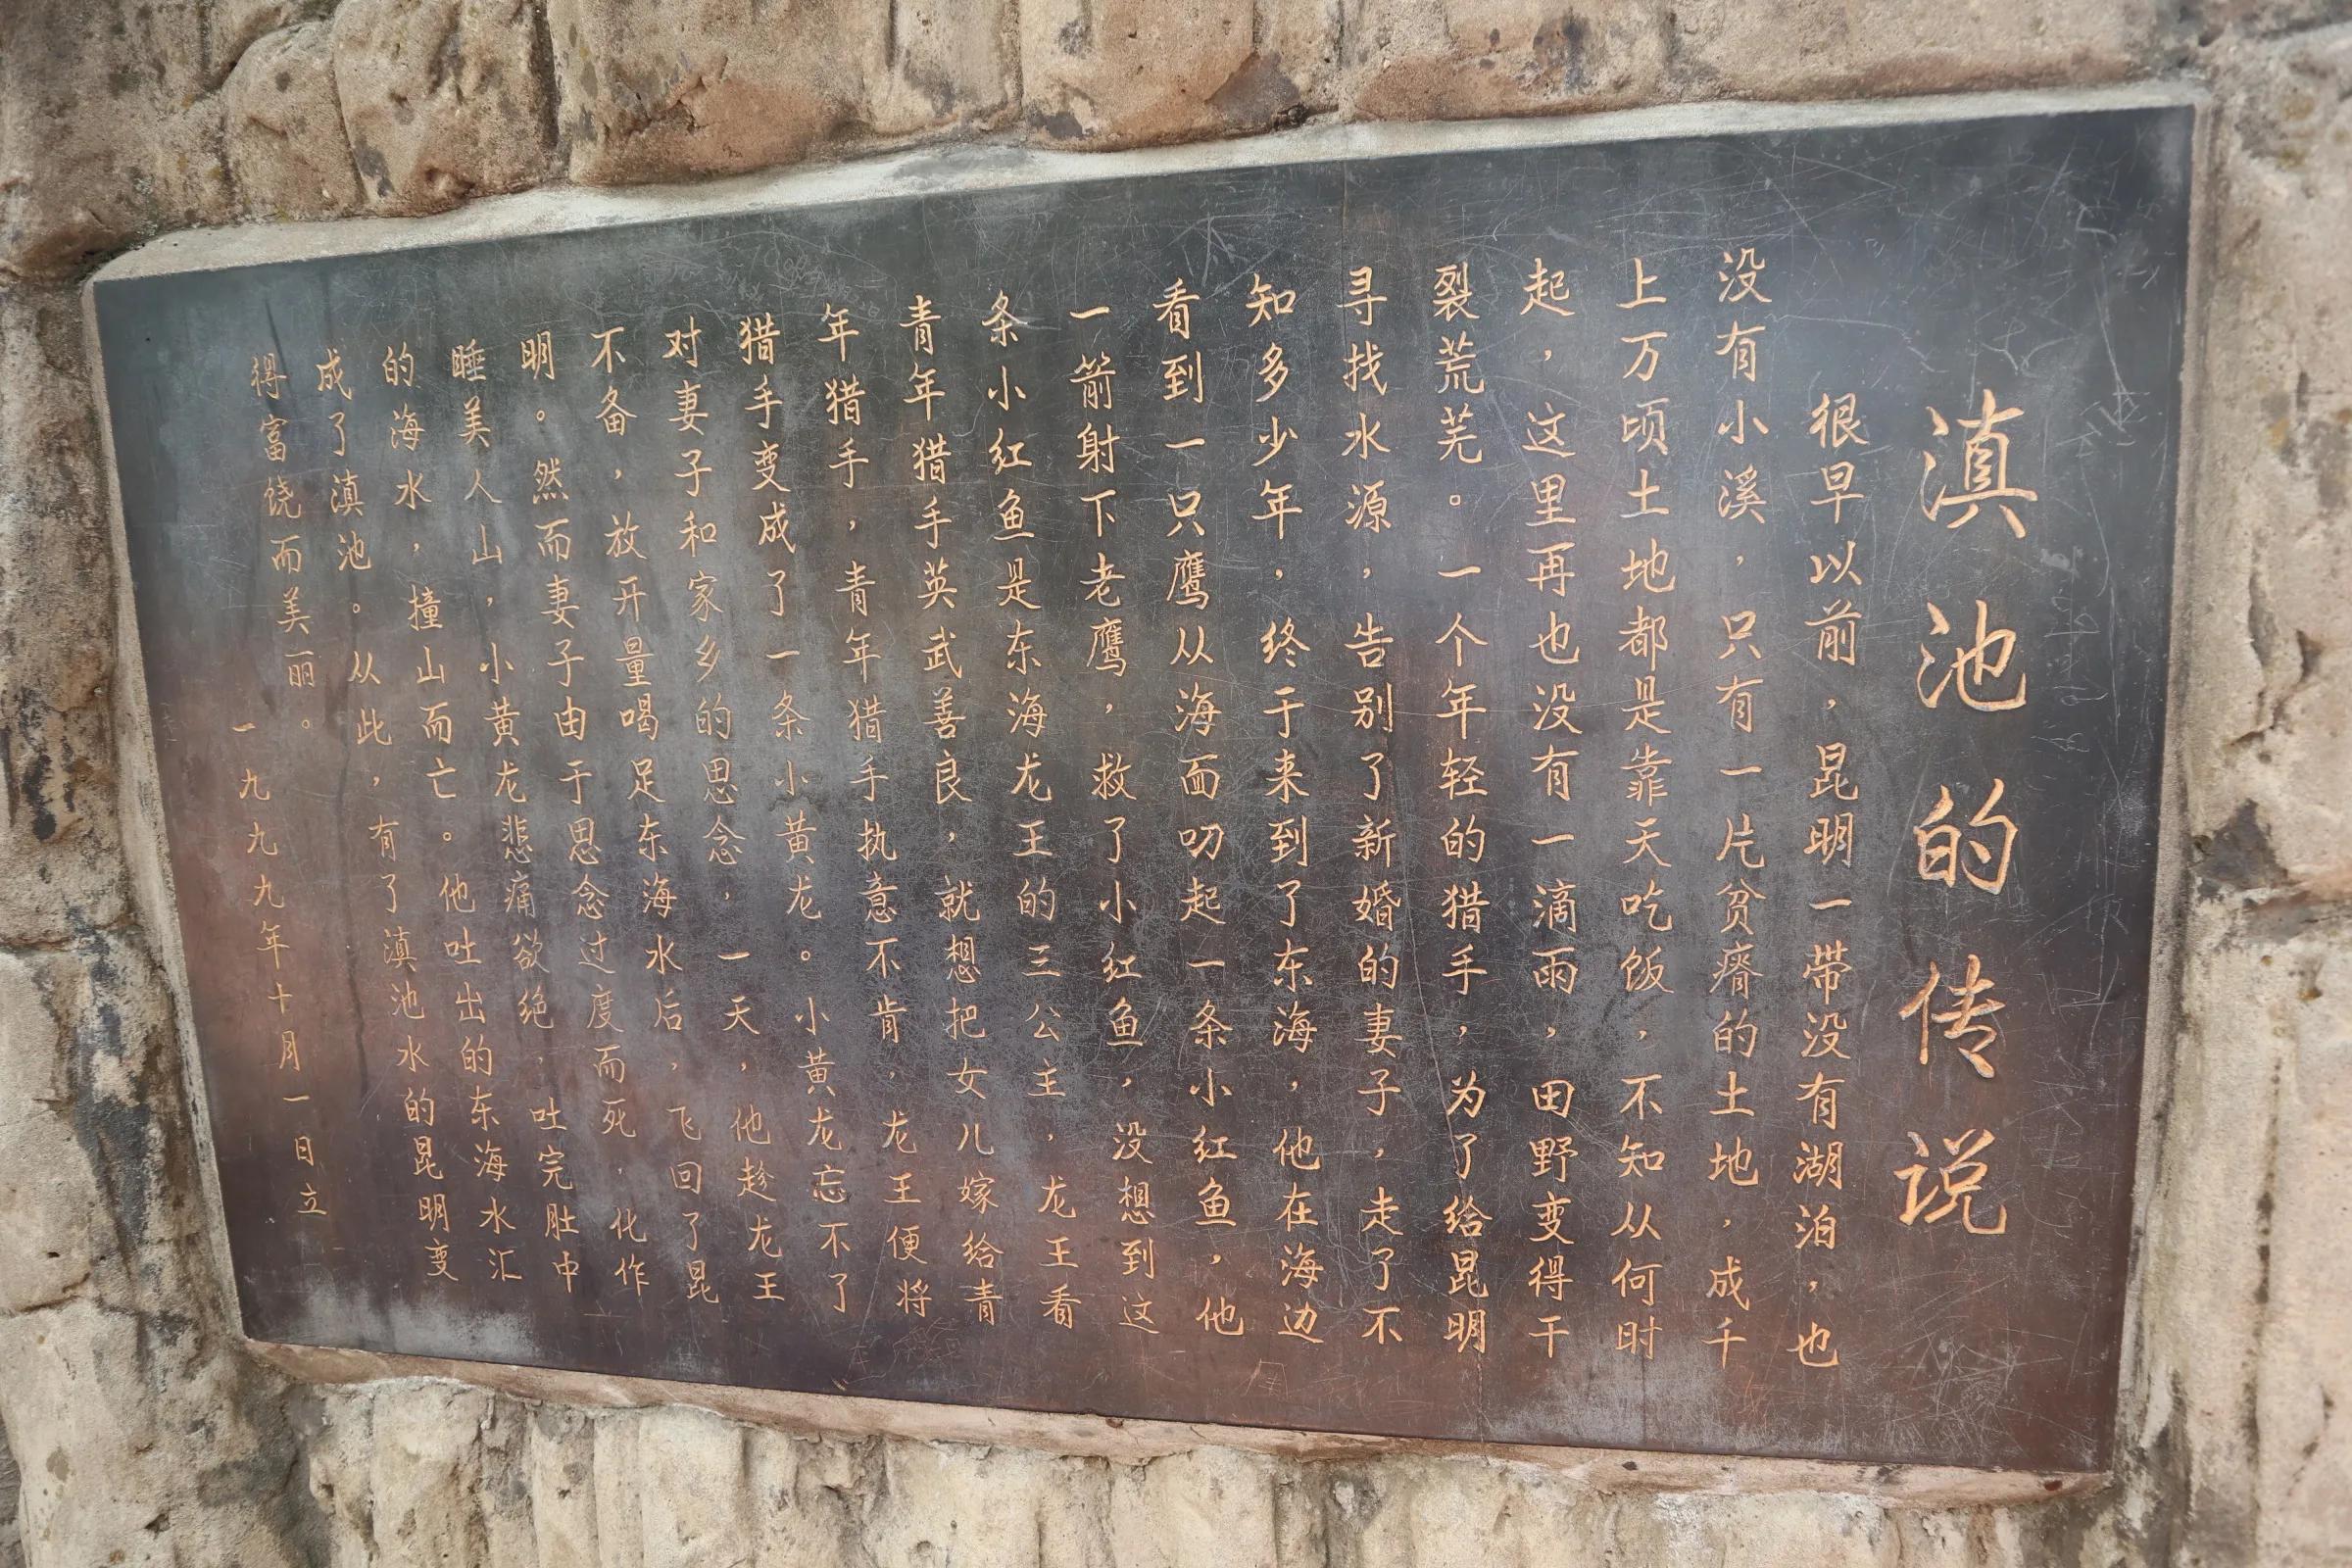 滇池的传说
很早以前，昆明一带没有湖泊，也
没有小溪，只有一片贫瘠的土地，成千
上万顷土地都是靠天吃饭，不知从何时
起，这里再也没有一滴雨，田野变得干
裂荒芜。一个年轻的猎手，为了给昆明
寻找水源，告别了新婚的妻子，走了不
知多少年，终于来到了东海，他在海边
看到一只鹰从海面叨起一条小红鱼，他
一箭射下老鹰，救了小红鱼，没想到这
条小红鱼是东海龙王的三公主，龙王看
青年猎手英武善良，就想把女儿嫁给青
年猎手，青年猎手执意不肯，龙王便将
猎手变成了一条小黄龙。小黄龙忘不了
对妻子和家乡的思念，一天，他趁龙王
不备，放开量喝足东海水后，飞回了昆
明。然而妻子由于思念过度而死，化作
睡美人山，小黄龙悲痛欲绝，吐完肚中
的海水，撞山而亡。他吐出的东海水汇
成了滇池。从此，有了滇池水的昆明变
得富饶而美丽。
一九九九年十月一日立